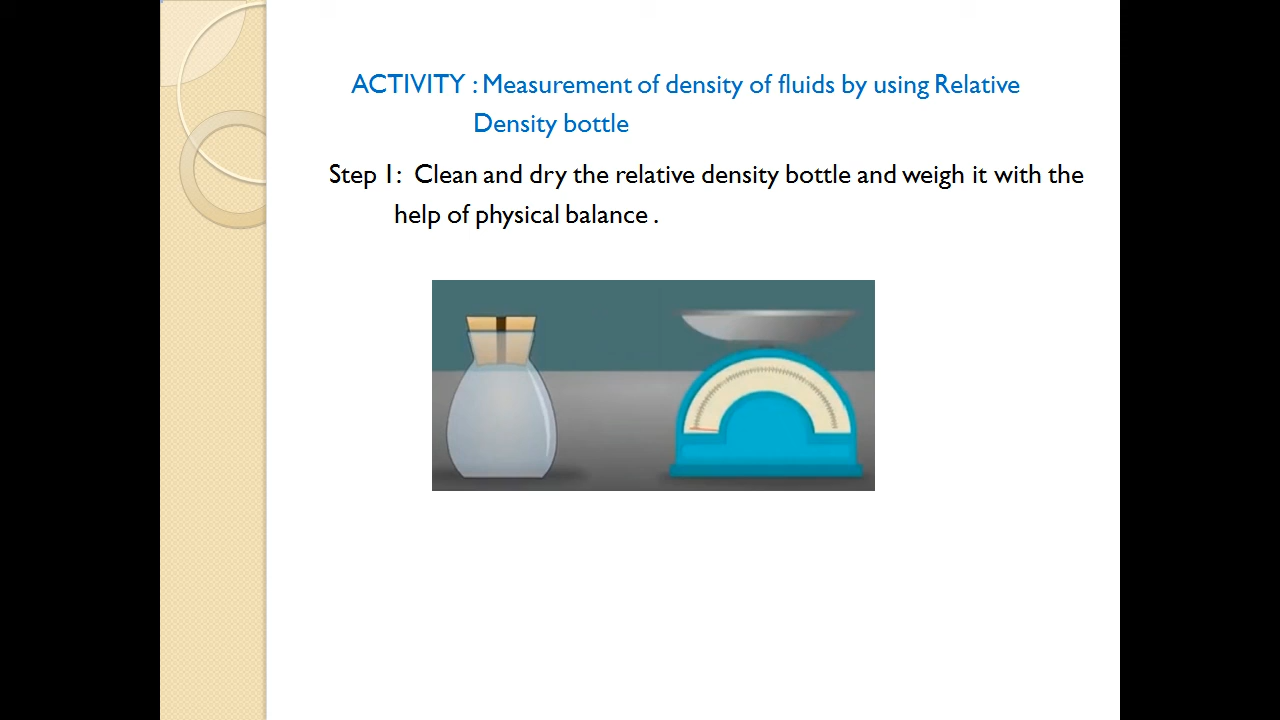 ACTIVITY : Measurement of density of fluids by using Relative
Density bottle
Step 1: Clean and dry the relative density bottle and weigh it with the
help of physical balance .